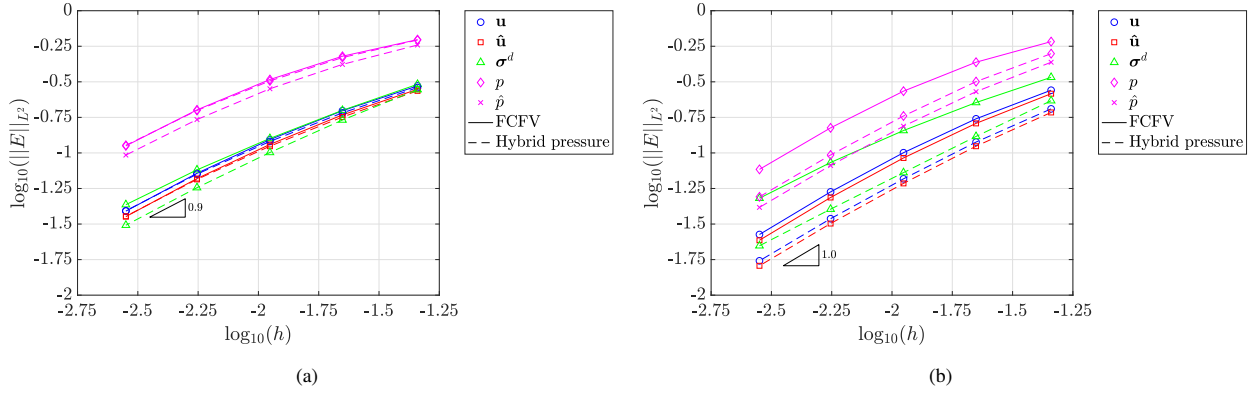 0
-0.25
-0.5
-0.75
-1
-1.25
-1.5
-1.75
-2
log₁₀(||E||_{L²})
-2.75 -2.5 -2.25 -2 -1.75 -1.5 -1.25
log₁₀(h)
0.9
u
û
σᵈ
p
p̂
FCFV
Hybrid pressure
(a)
0
-0.25
-0.5
-0.75
-1
-1.25
-1.5
-1.75
-2
log₁₀(||E||_{L²})
-2.75 -2.5 -2.25 -2 -1.75 -1.5 -1.25
log₁₀(h)
1.0
u
û
σᵈ
p
p̂
FCFV
Hybrid pressure
(b)